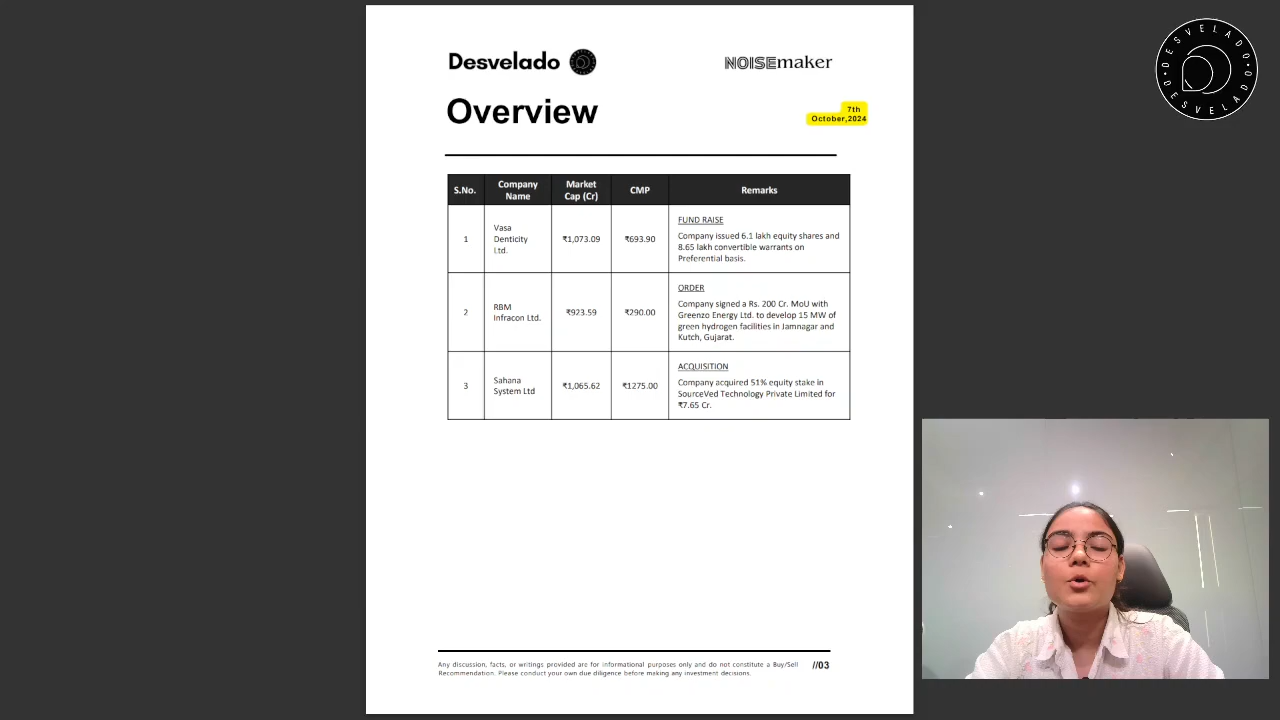 Desvelado
NOISEmaker
DESVELADO • DESVELADO •
Overview
7th
October,2024
S.No.
Company
Name
Market
Cap (Cr)
CMP
Remarks
1
Vasa
Denticity
Ltd.
₹1,073.09
₹693.90
FUND RAISE
Company issued 6.1 lakh equity shares and
8.65 lakh convertible warrants on
Preferential basis.
2
RBM
Infracon Ltd.
₹923.59
₹290.00
ORDER
Company signed a Rs. 200 Cr. MoU with
Greenzo Energy Ltd. to develop 15 MW of
green hydrogen facilities in Jamnagar and
Kutch, Gujarat.
3
Sahana
System Ltd
₹1,065.62
₹1275.00
ACQUISITION
Company acquired 51% equity stake in
SourceVed Technology Private Limited for
₹7.65 Cr.
Any discussion, facts, or writings provided are for informational purposes only and do not constitute a Buy/Sell
Recommendation. Please conduct your own due diligence before making any investment decisions.
//03